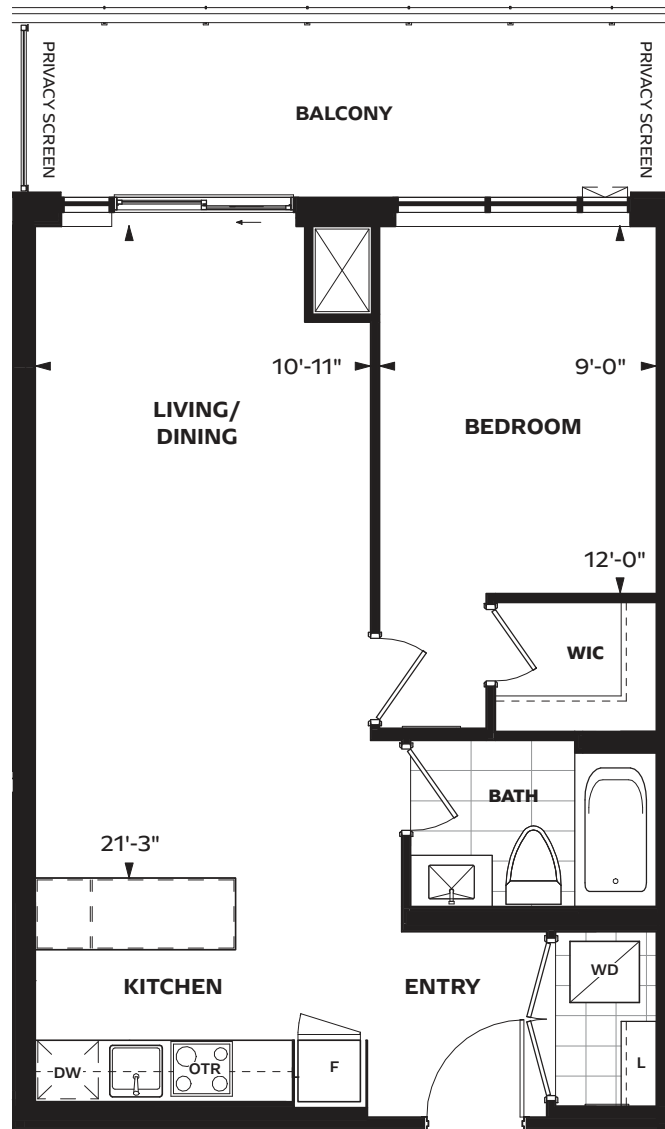 PRIVACY SCREEN
BALCONY
PRIVACY SCREEN
10'-11"
9'-0"
LIVING/
DINING
BEDROOM
12'-0"
WIC
BATH
21'-3"
KITCHEN
ENTRY
WD
DW
OTR
F
L